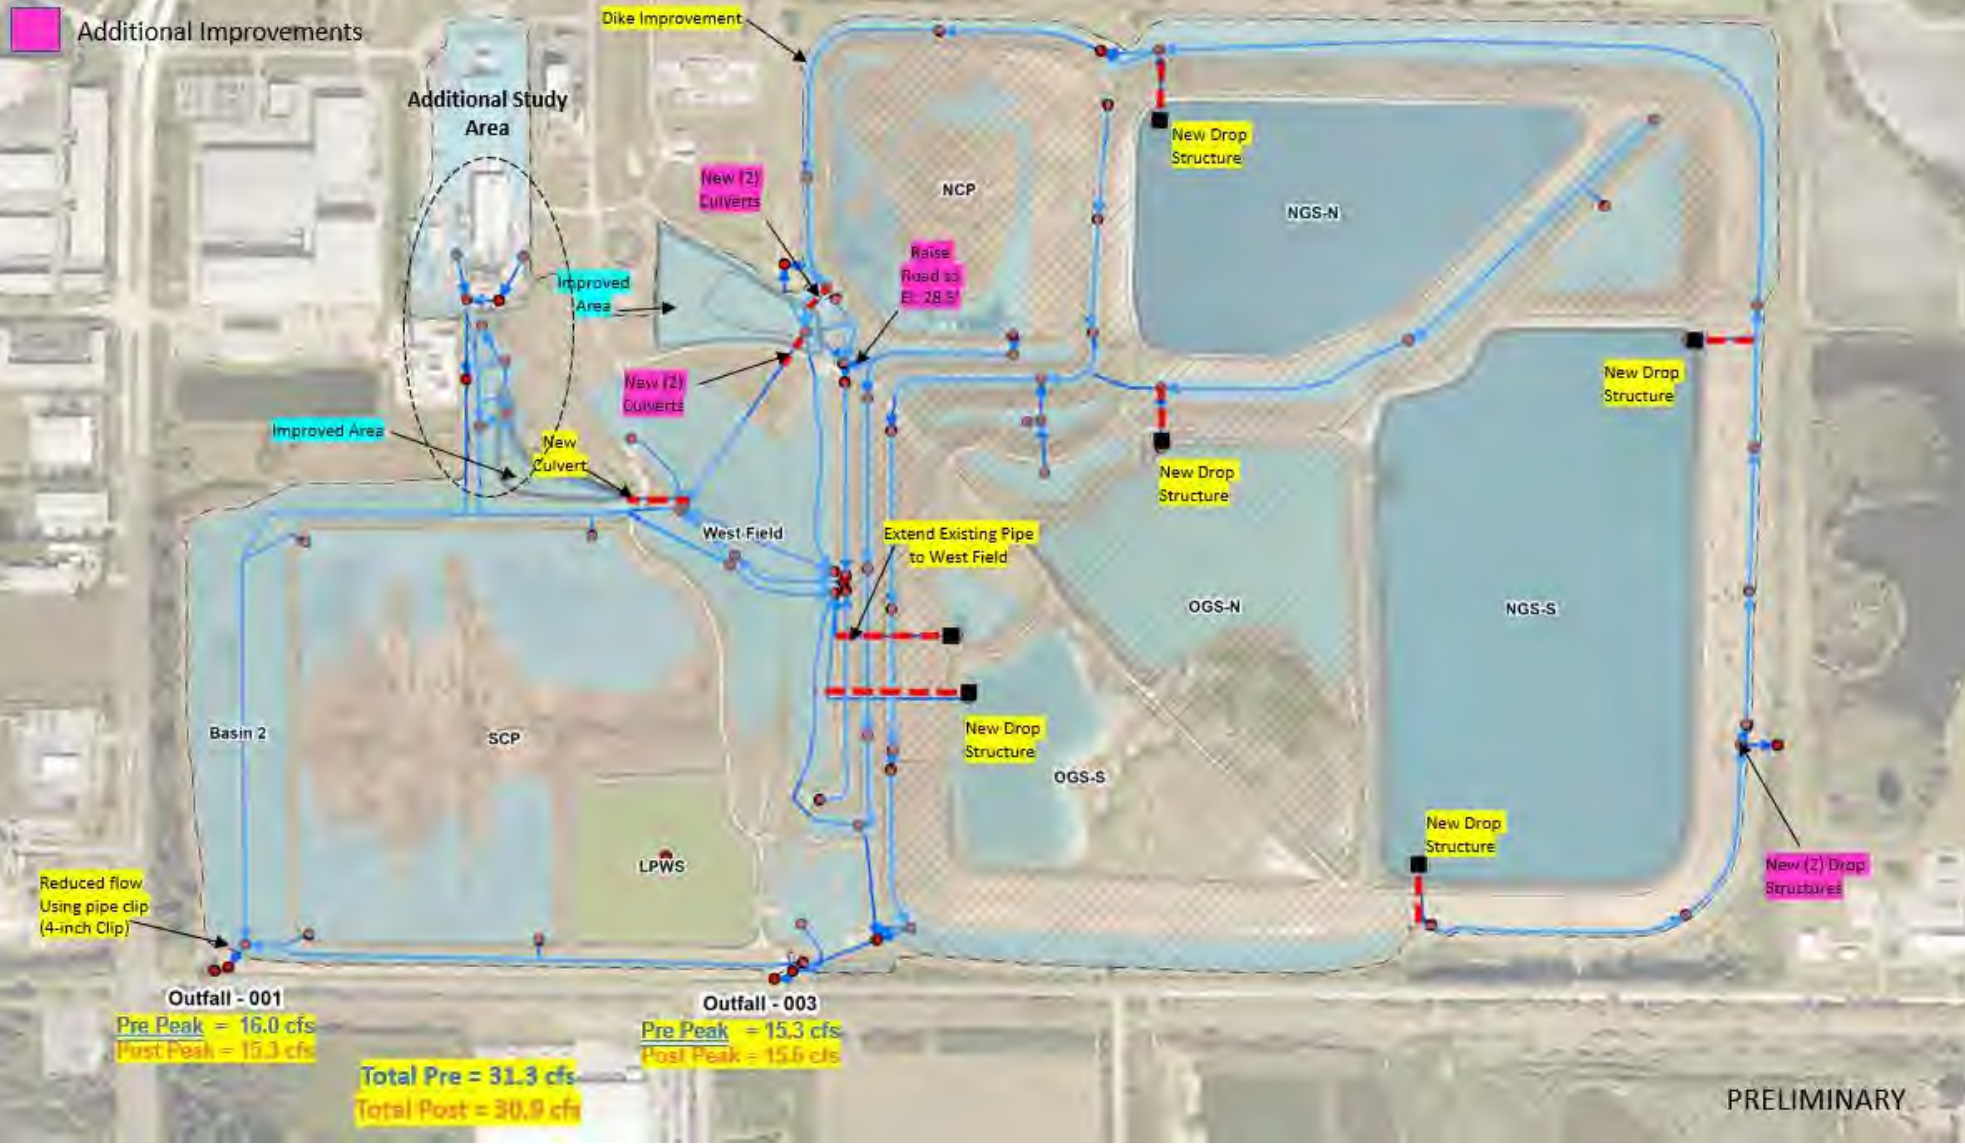 Additional Improvements
Dike Improvement
Additional Study
Area
New Drop
Structure
New (2)
Culverts
NCP
NGS-N
Raise
Road to
El. 28.5'
Improved
Area
New (2)
Culverts
New Drop
Structure
Improved Area
New
Culvert
New Drop
Structure
West Field
Extend Existing Pipe
to West Field
OGS-N
NGS-S
Basin 2
SCP
New Drop
Structure
OGS-S
New Drop
Structure
LPWS
New (2) Drop
Structures
Reduced flow
Using pipe clip
(4-inch Clip)
Outfall - 001
Pre Peak = 16.0 cfs
Post Peak = 15.3 cfs
Outfall - 003
Pre Peak = 15.3 cfs
Post Peak = 15.6 cfs
Total Pre = 31.3 cfs
Total Post = 30.9 cfs
PRELIMINARY